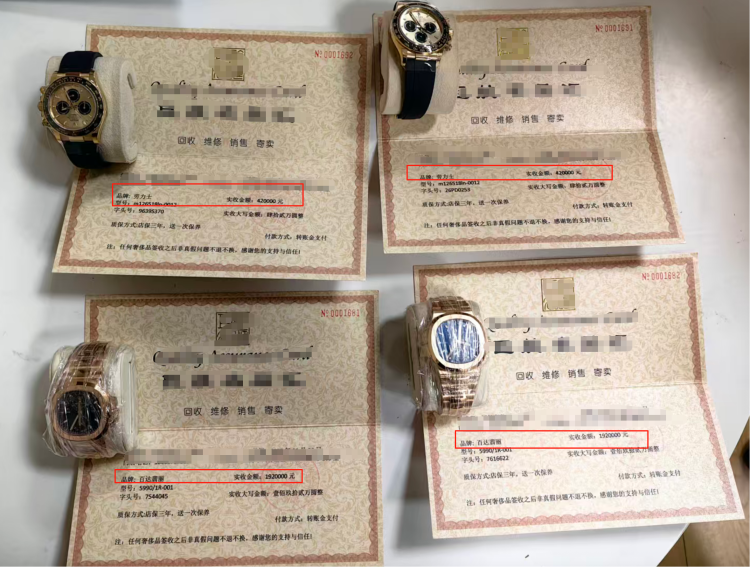 №0001682
回收 维修 销售 寄卖
品牌: 劳力士 实收金额: 420000 元
型号: m126518ln-0012 实收大写金额: 肆拾贰万圆整
字头号: 96395370
质保方式:店保三年、送一次保养
付款方式: 转账金支付
注: 任何奢侈品签收之后非真假问题不退不换、感谢您的支持与信任!
回收 维修 销售 寄卖
品牌: 劳力士 实收金额: 420000 元
型号: m126518ln-0012 实收大写金额: 肆拾贰万圆整
质保方式:店保三年、送一次保养
付款方式: 转账金支付
注: 任何奢侈品签收之后非真假问题不退不换、感谢您的支持与信任!
№0001681
回收 维修 销售 寄卖
品牌: 百达翡丽 实收金额: 1920000 元
型号: 5990/1R-001 实收大写金额: 壹佰玖拾贰万圆整
字头号: 7544045
质保方式:店保三年、送一次保养
付款方式: 转账金支付
注: 任何奢侈品签收之后非真假问题不退不换、感谢您的支持与信任!
回收 维修 销售 寄卖
品牌: 百达翡丽 实收金额: 1920000 元
型号: 5990/1R-001 实收大写金额: 壹佰玖拾贰万圆整
字头号: 7616622
质保方式:店保三年、送一次保养
付款方式: 转账金支付
注: 任何奢侈品签收之后非真假问题不退不换、感谢您的支持与信任!